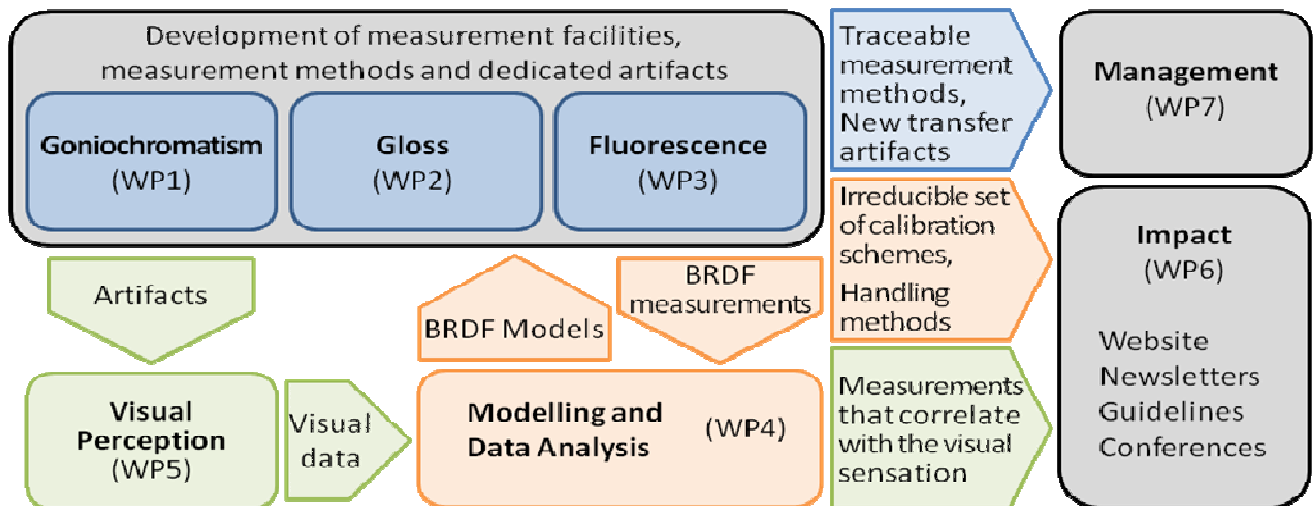 Development of measurement facilities,
measurement methods and dedicated artifacts
Goniochromatism
(WP1)
Gloss
(WP2)
Fluorescence
(WP3)
Traceable
measurement
methods,
New transfer
artifacts
Management
(WP7)
Irreducible set
of calibration
schemes,
Handling
methods
Impact
(WP6)
Website
Newsletters
Guidelines
Conferences
Artifacts
BRDF Models
BRDF
measurements
Visual
Perception
(WP5)
Visual
data
Modelling and
Data Analysis
(WP4)
Measurements
that correlate
with the visual
sensation